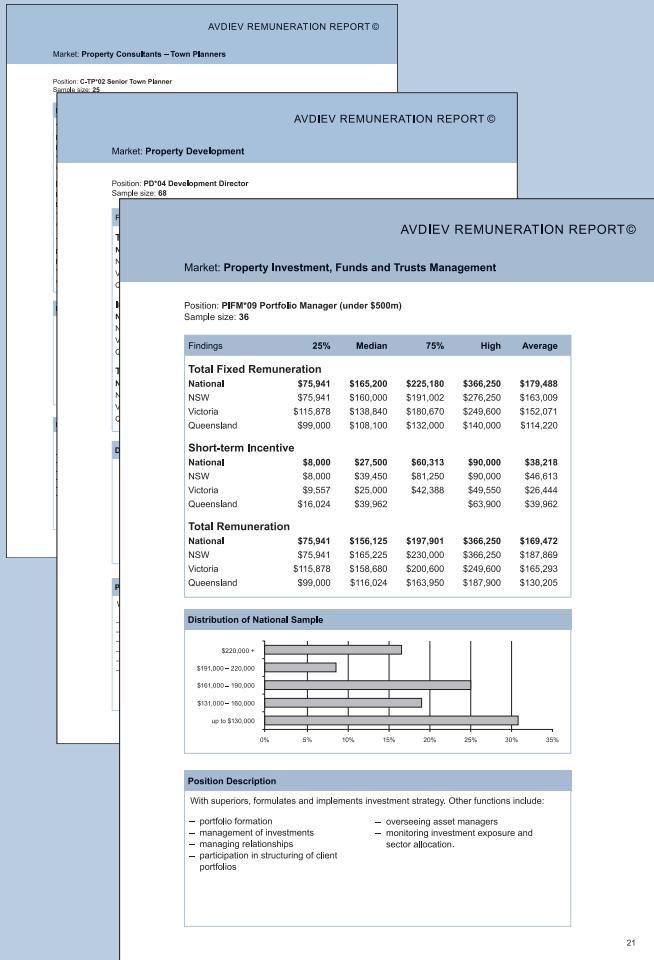 AVDIEV REMUNERATION REPORT©
Market: Property Consultants – Town Planners
Position: C-TP*02 Senior Town Planner
Sample size: 25
AVDIEV REMUNERATION REPORT©
Market: Property Development
Position: PD*04 Development Director
Sample size: 68
AVDIEV REMUNERATION REPORT©
Market: Property Investment, Funds and Trusts Management
Position: PIFM*09 Portfolio Manager (under $500m)
Sample size: 36
Findings 25% Median 75% High Average
Total Fixed Remuneration
National $75,941 $165,200 $225,180 $366,250 $179,488
NSW $75,941 $160,000 $191,002 $276,250 $163,009
Victoria $115,878 $138,840 $180,670 $249,600 $152,071
Queensland $99,000 $108,100 $132,000 $140,000 $114,220
Short-term Incentive
National $8,000 $27,500 $60,313 $90,000 $38,218
NSW $8,000 $39,450 $81,250 $90,000 $46,613
Victoria $9,557 $25,000 $42,388 $49,550 $26,444
Queensland $16,024 $39,962 $63,900 $39,962
Total Remuneration
National $75,941 $156,125 $197,901 $366,250 $169,472
NSW $75,941 $165,225 $230,000 $366,250 $187,869
Victoria $115,878 $158,680 $200,600 $249,600 $165,293
Queensland $99,000 $116,024 $163,950 $187,900 $130,205
Distribution of National Sample
$220,000 +
$191,000 – 220,000
$161,000 – 190,000
$131,000 – 160,000
up to $130,000
0% 5% 10% 15% 20% 25% 30% 35%
Position Description
With superiors, formulates and implements investment strategy. Other functions include:
– portfolio formation
– management of investments
– managing relationships
– participation in structuring of client
portfolios
– overseeing asset managers
– monitoring investment exposure and
sector allocation.
21